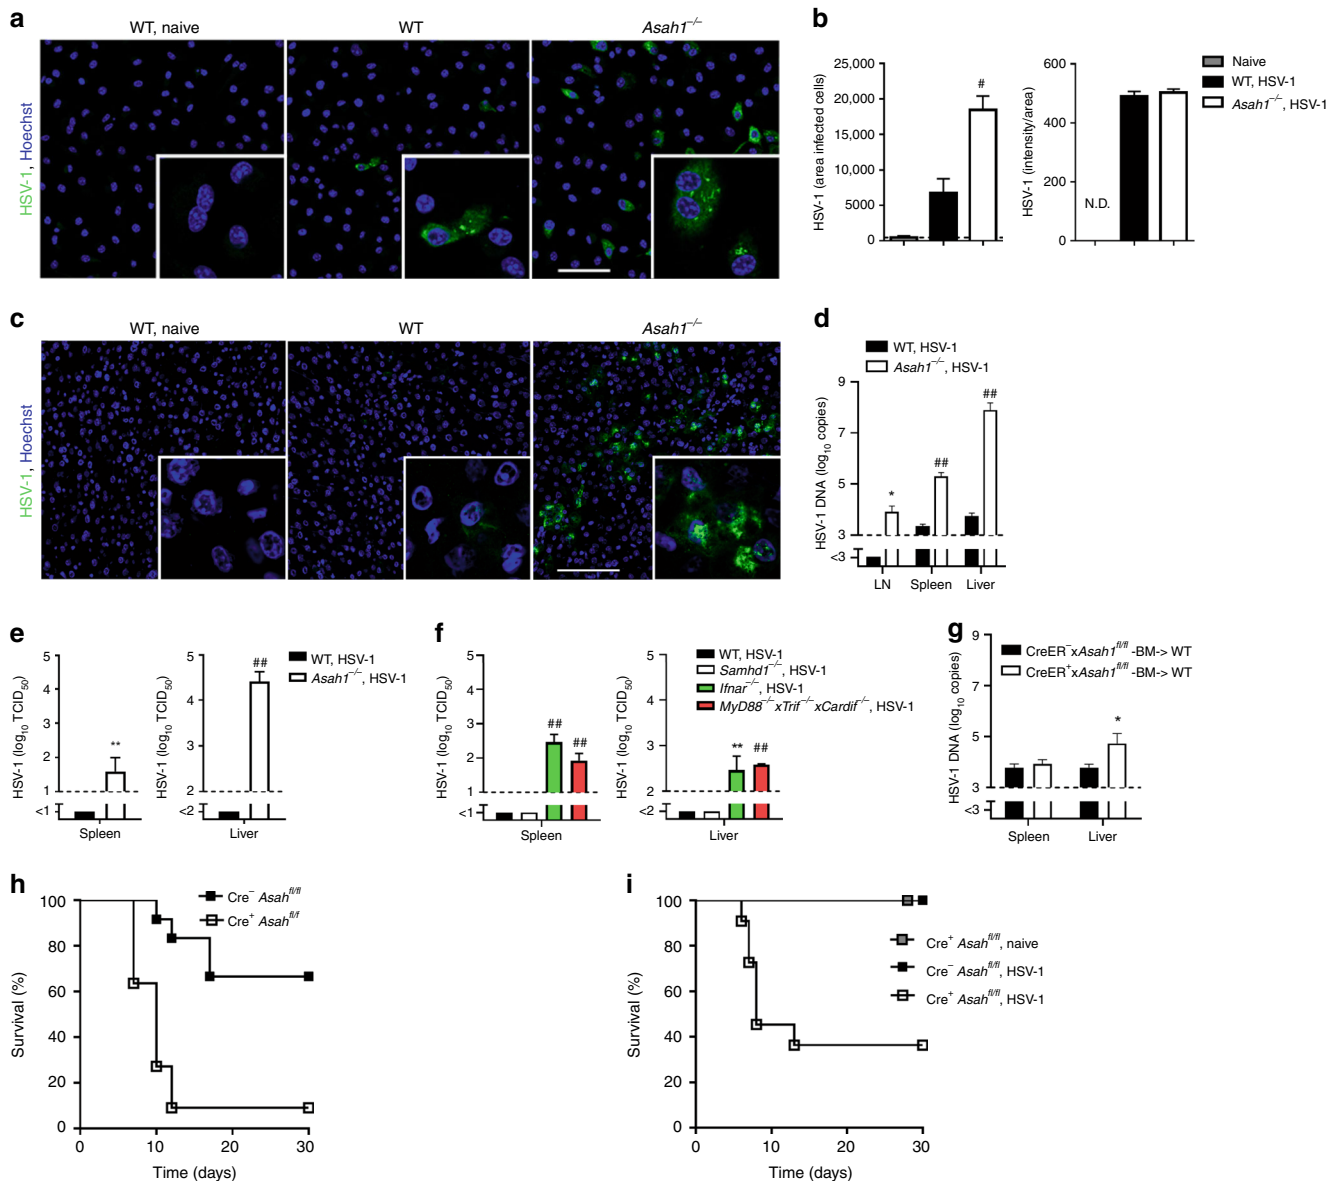 a
WT, naive
WT
Asah1⁻/⁻
HSV-1, Hoechst
b
HSV-1 (area infected cells)
25,000
20,000
15,000
10,000
5000
0
#
HSV-1 (intensity/area)
600
400
200
0
N.D.
Naive
WT, HSV-1
Asah1⁻/⁻, HSV-1
c
WT, naive
WT
Asah1⁻/⁻
HSV-1, Hoechst
d
WT, HSV-1
Asah1⁻/⁻, HSV-1
HSV-1 DNA (log₁₀ copies)
9
7
5
3
<3
*
##
##
LN
Spleen
Liver
e
HSV-1 (log₁₀ TCID₅₀)
5
4
3
2
1
<1
**
Spleen
HSV-1 (log₁₀ TCID₅₀)
5
4
3
2
<2
##
Liver
WT, HSV-1
Asah1⁻/⁻, HSV-1
f
HSV-1 (log₁₀ TCID₅₀)
5
4
3
2
1
<1
##
##
Spleen
HSV-1 (log₁₀ TCID₅₀)
5
4
3
2
<2
**
##
Liver
WT, HSV-1
Samhd1⁻/⁻, HSV-1
Ifnar⁻/⁻, HSV-1
MyD88⁻/⁻xTrif⁻/⁻xCardif⁻/⁻, HSV-1
g
HSV-1 DNA (log₁₀ copies)
9
7
5
3
<3
CreER⁻xAsah1fl/fl -BM-> WT
CreER⁺xAsah1fl/fl -BM-> WT
*
Spleen
Liver
h
Survival (%)
100
80
60
40
20
0
Cre⁻ Asahfl/fl
Cre⁺ Asahfl/f
0
10
20
30
Time (days)
i
Survival (%)
100
80
60
40
20
0
Cre⁺ Asahfl/fl, naive
Cre⁻ Asahfl/fl, HSV-1
Cre⁺ Asahfl/fl, HSV-1
0
10
20
30
Time (days)